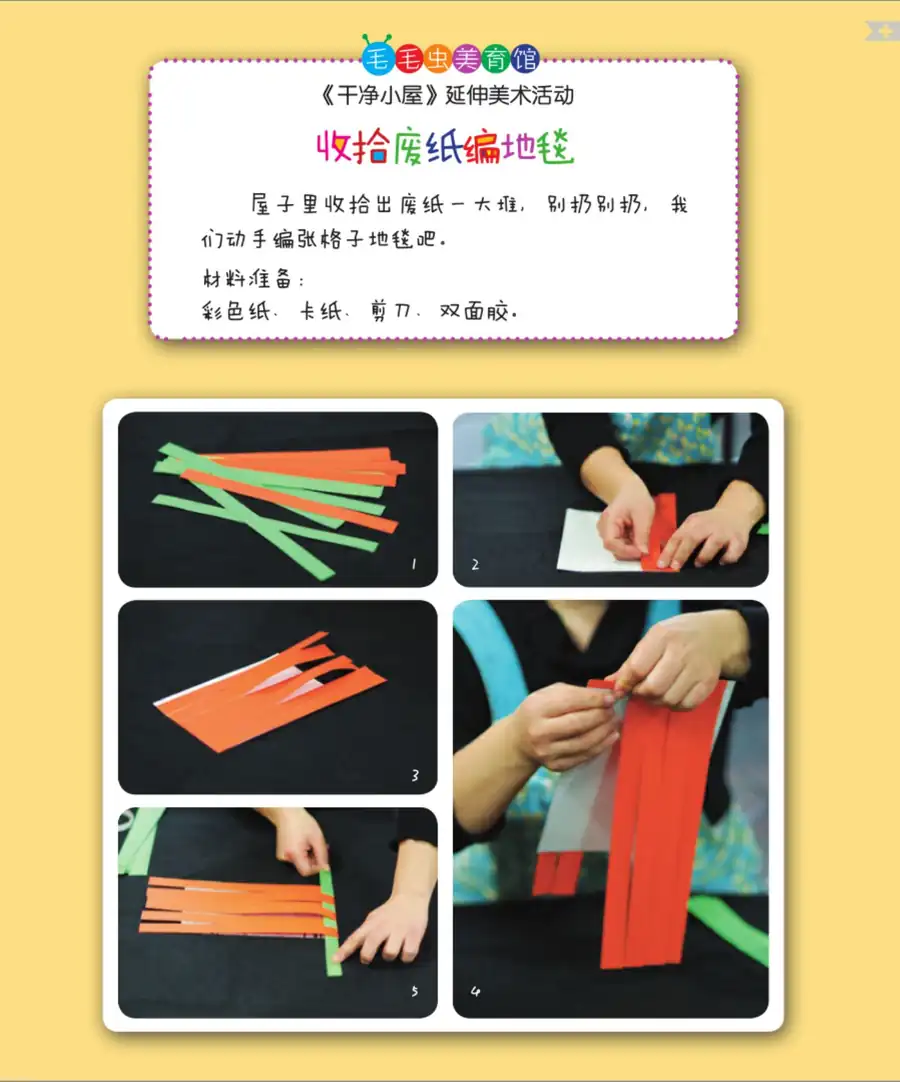 毛毛虫美育馆
《干净小屋》延伸美术活动
收拾废纸编地毯
屋子里收拾出废纸一大堆，别扔别扔，我
们动手编张格子地毯吧。
材料准备：
彩色纸、卡纸、剪刀、双面胶。
1
2
3
4
5